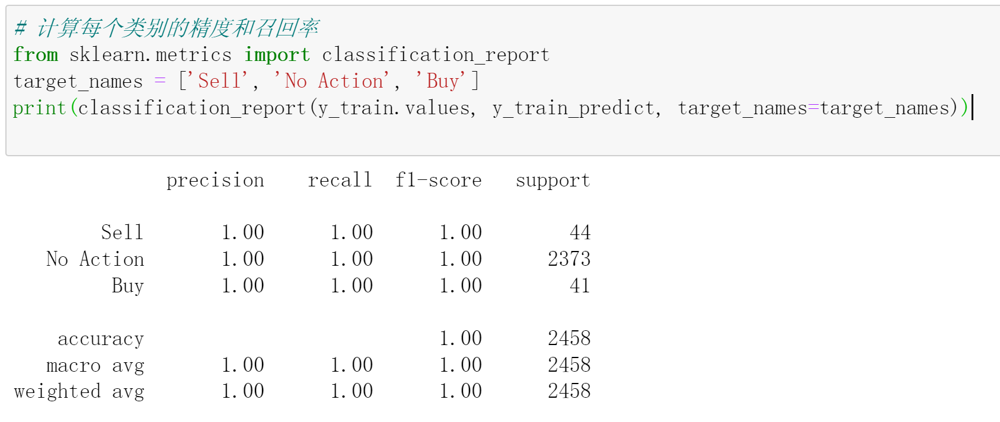 # 计算每个类别的精度和召回率
from sklearn.metrics import classification_report
target_names = ['Sell', 'No Action', 'Buy']
print(classification_report(y_train.values, y_train_predict, target_names=target_names))
precision recall f1-score support
Sell 1.00 1.00 1.00 44
No Action 1.00 1.00 1.00 2373
Buy 1.00 1.00 1.00 41
accuracy 1.00 2458
macro avg 1.00 1.00 1.00 2458
weighted avg 1.00 1.00 1.00 2458